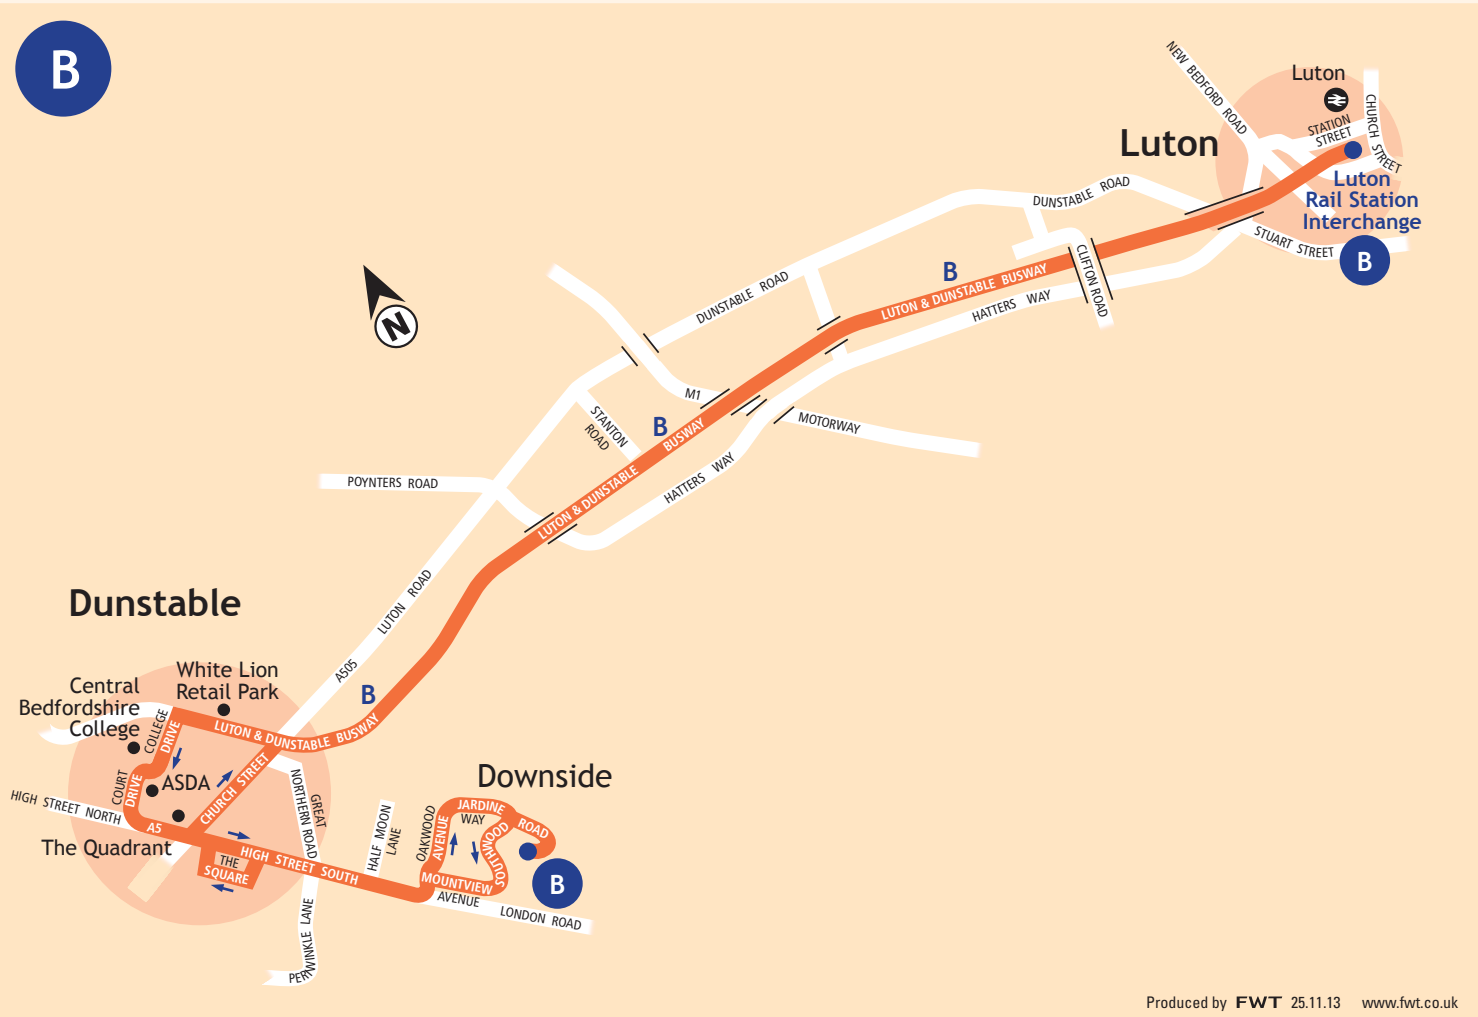 B
NEW BEDFORD ROAD
Luton
CHURCH STREET
STATION
STREET
Luton
Luton
Rail Station
Interchange
B
STUART STREET
DUNSTABLE ROAD
CLIFTON ROAD
B
LUTON & DUNSTABLE BUSWAY
HATTERS WAY
DUNSTABLE ROAD
N
M1
MOTORWAY
STANTON
ROAD
B
LUTON & DUNSTABLE BUSWAY
HATTERS WAY
POYNTERS ROAD
LUTON ROAD
A505
Dunstable
B
White Lion
Retail Park
Central
Bedfordshire
College
LUTON & DUNSTABLE BUSWAY
COLLEGE
DRIVE
COURT
DRIVE
ASDA
CHURCH STREET
HIGH STREET NORTH
A5
The Quadrant
THE
SQUARE
HIGH STREET SOUTH
GREAT
NORTHERN ROAD
HALF MOON
LANE
PERIWINKLE LANE
Downside
OAKWOOD
AVENUE
JARDINE
WAY
SOUTHWOOD
ROAD
MOUNTVIEW
AVENUE
B
LONDON ROAD
Produced by FWT 25.11.13 www.fwt.co.uk